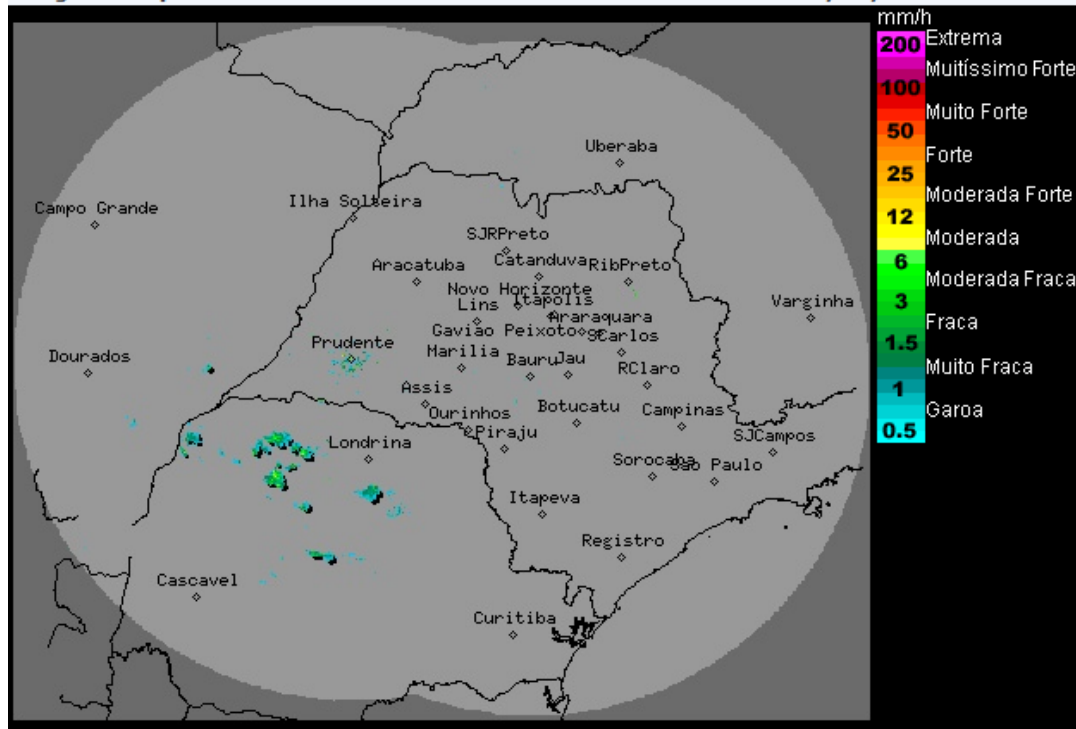 mm/h
200 Extrema
Muitíssimo Forte
100
Muito Forte
50
Forte
25
Moderada Forte
12
Moderada
6
Moderada Fraca
3
Fraca
1.5
Muito Fraca
1
Garoa
0.5
Uberaba
Campo Grande
Ilha Solteira
SJRPreto
Catanduva
Aracatuba
RibPreto
Novo Horizonte
Lins
Itapolis
Varginha
Araraquara
Gaviao Peixoto
SCarlos
Prudente
Dourados
Marilia
Bauru
Jau
RClaro
Assis
Ourinhos
Botucatu
Campinas
Piraju
SJCampos
Londrina
Sorocaba
Sao Paulo
Itapeva
Registro
Cascavel
Curitiba